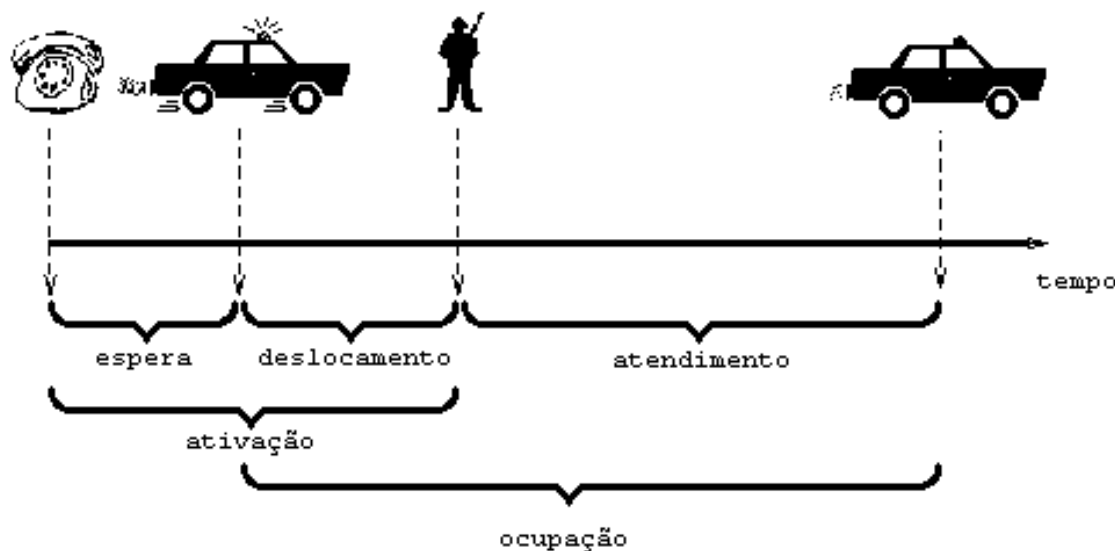 tempo
espera
deslocamento
atendimento
ativação
ocupação